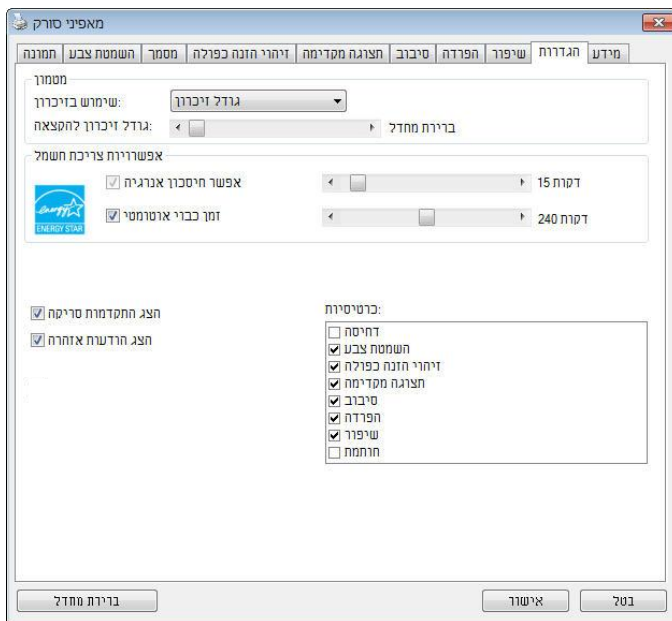 מאפיני סורק
תמונה השמטת צבע מסמך זיהוי הזנה כפולה תצוגה מקדימה סיבוב הפרדה שיפור הגדרות מידע
מטמון
שימוש בזיכרון: גודל זיכרון
גודל זיכרון להקצאה: ברירת מחדל
אפשרויות צריכת חשמל
אפשר חיסכון אנרגיה 15 דקות
energy
ENERGY STAR
זמן כבוי אוטומטי 240 דקות
הצג התקדמות סריקה
הצג הודעות אזהרה
כרטיסיות:
דחיסה
השמטת צבע
זיהוי הזנה כפולה
תצוגה מקדימה
סיבוב
הפרדה
שיפור
חותמת
ברירת מחדל אישור בטל